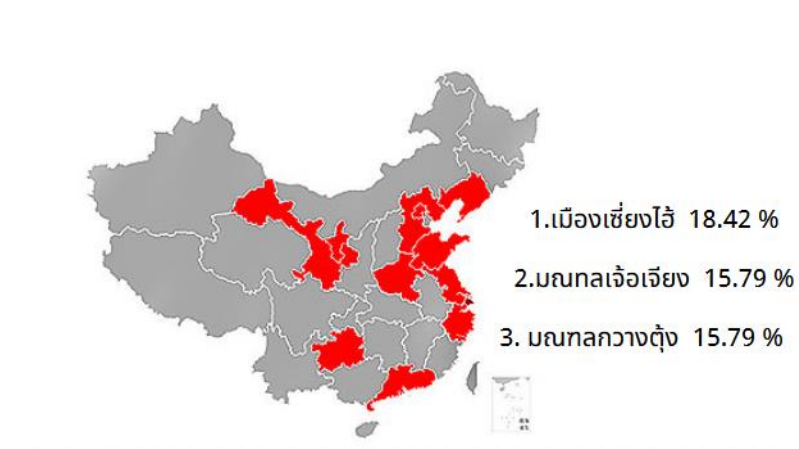 1.เมืองเซี่ยงไฮ้ 18.42 %
2.มณฑลเจ้อเจียง 15.79 %
3. มณฑลกวางตุ้ง 15.79 %